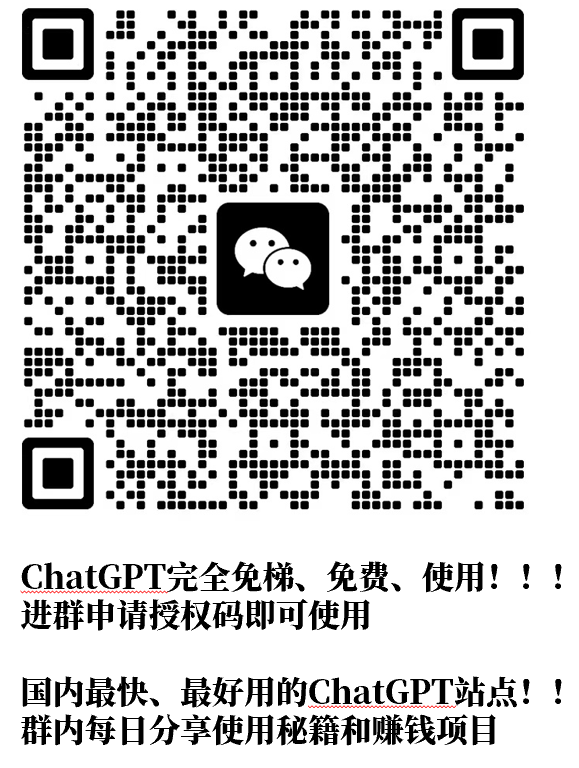 ChatGPT完全免梯、免费、使用！！！
进群申请授权码即可使用
国内最快、最好用的ChatGPT站点！！
群内每日分享使用秘籍和赚钱项目